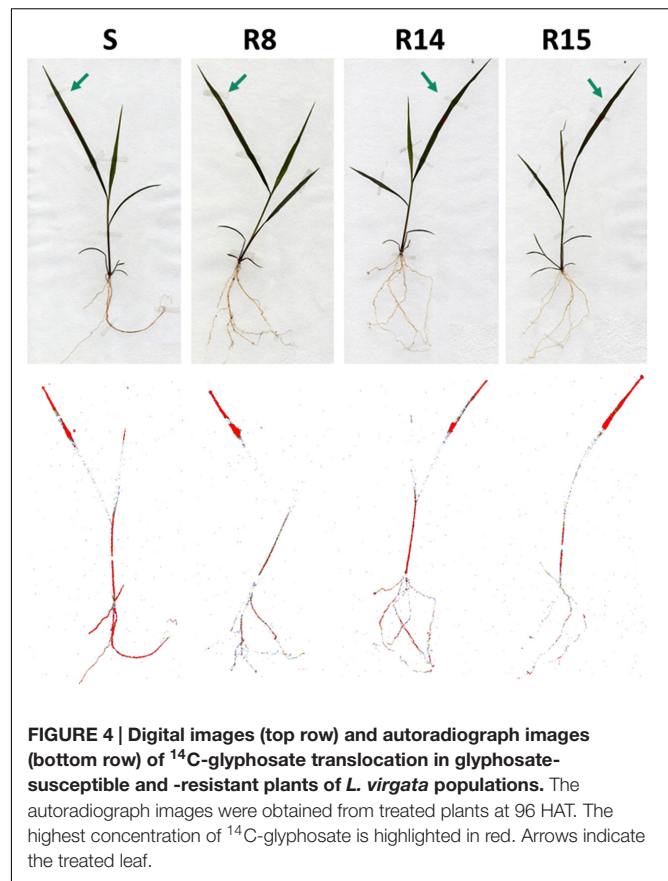 S R8 R14 R15
FIGURE 4 | Digital images (top row) and autoradiograph images
(bottom row) of ¹⁴C-glyphosate translocation in glyphosate-
susceptible and -resistant plants of L. virgata populations. The
autoradiograph images were obtained from treated plants at 96 HAT. The
highest concentration of ¹⁴C-glyphosate is highlighted in red. Arrows indicate
the treated leaf.